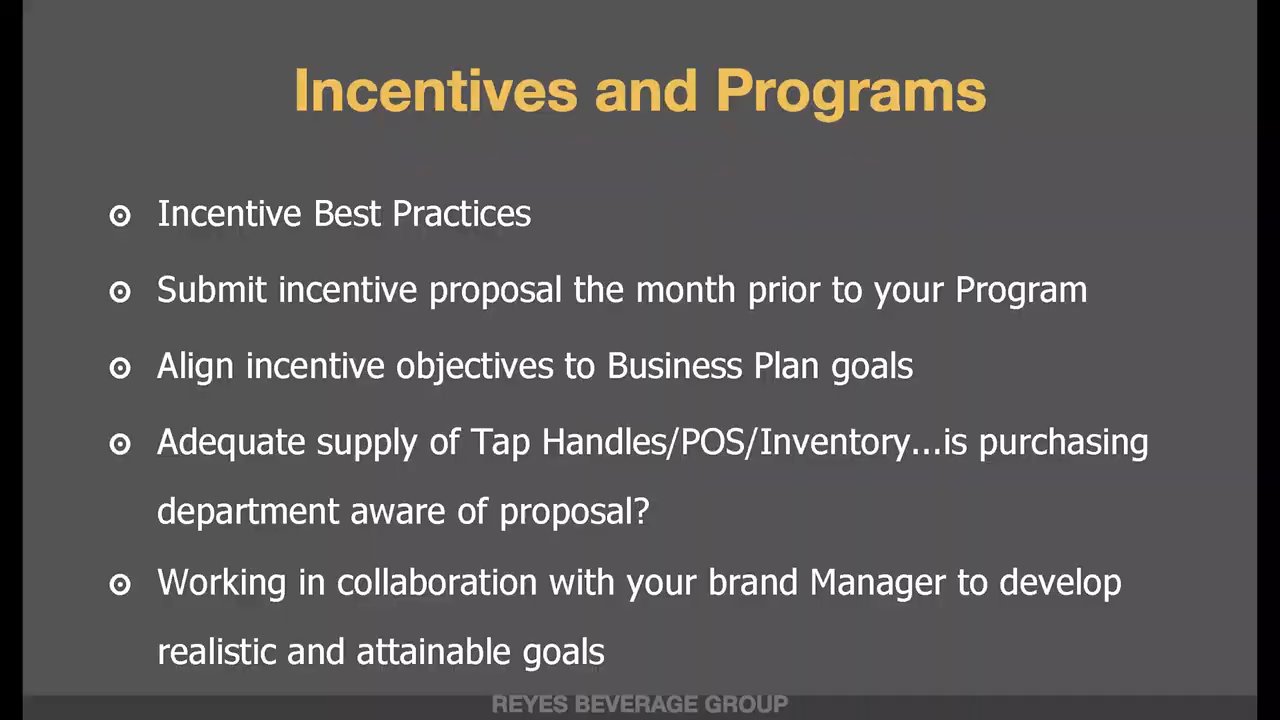 Incentives and Programs
Incentive Best Practices
Submit incentive proposal the month prior to your Program
Align incentive objectives to Business Plan goals
Adequate supply of Tap Handles/POS/Inventory...is purchasing
department aware of proposal?
Working in collaboration with your brand Manager to develop
realistic and attainable goals
REYES BEVERAGE GROUP